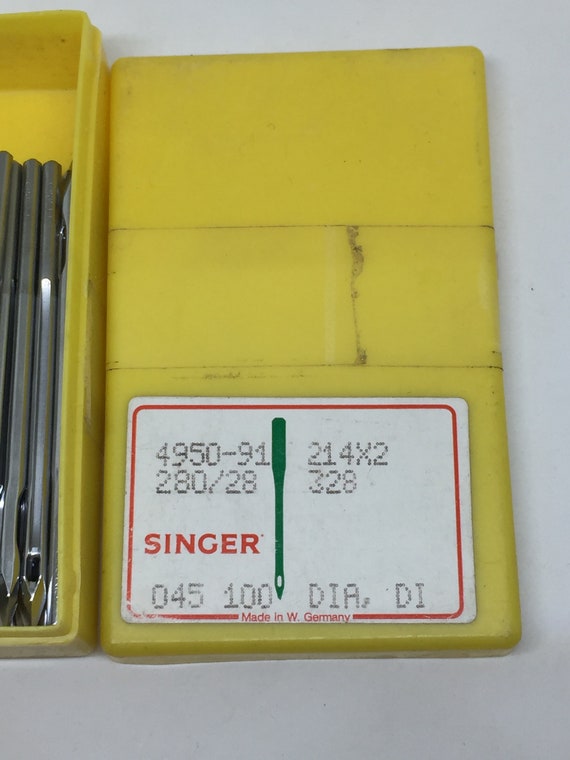 4950-91 214X2
280/28 328
SINGER
045 100 DIA. DI
Made in W. Germany